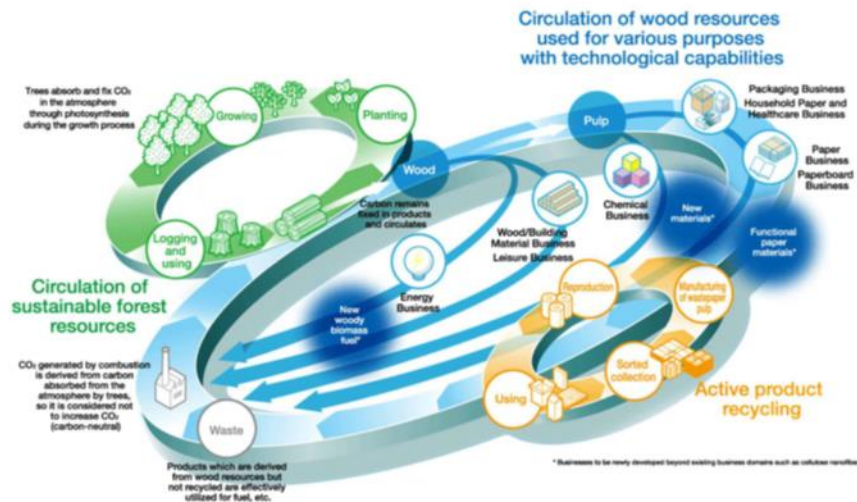 Circulation of wood resources
used for various purposes
with technological capabilities
Trees absorb and fix CO₂
in the atmosphere
through photosynthesis
during the growth process
Growing
Planting
Logging
and
using
Circulation of
sustainable forest
resources
Wood
Carbon remains
fixed in products
and circulates
Pulp
Packaging Business
Household Paper and
Healthcare Business
Paper
Business
Paperboard
Business
Chemical
Business
Wood/Building
Material Business
Leisure Business
Energy
Business
New
materials*
Functional
paper
materials*
New
woody
biomass
fuel*
Reproduction
Manufacturing
of wastepaper
pulp
Using
Sorted
collection
Active product
recycling
CO₂ generated by combustion
is derived from carbon
absorbed from the
atmosphere by trees,
so it is considered not
to increase CO₂
(carbon-neutral)
Waste
Products which are derived
from wood resources but
not recycled are effectively
utilized for fuel, etc.
* Businesses to be newly developed beyond existing business domains such as cellulose nanofiber